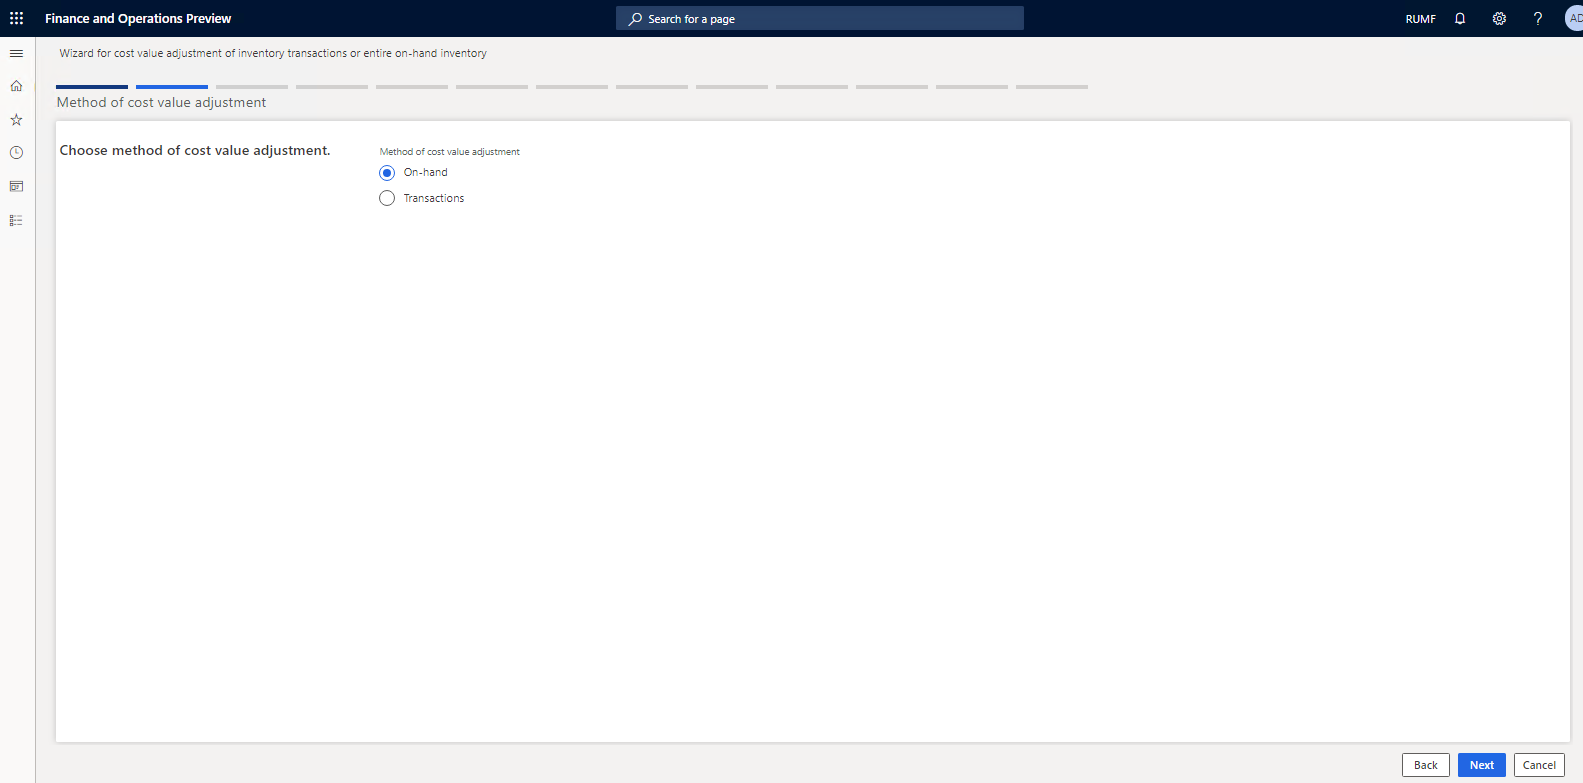 Finance and Operations Preview
Search for a page
RUMF
?
AD
Wizard for cost value adjustment of inventory transactions or entire on-hand inventory
Method of cost value adjustment
Choose method of cost value adjustment.
Method of cost value adjustment
On-hand
Transactions
Back
Next
Cancel